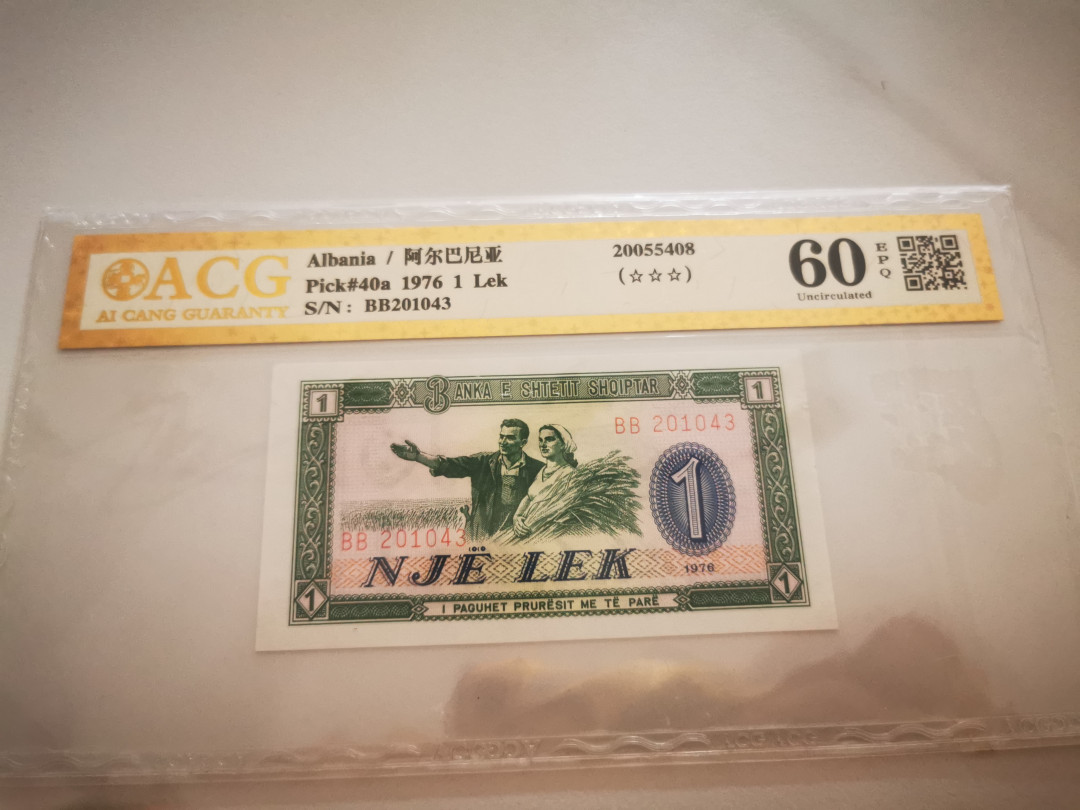 ACG
AI CANG GUARANTY
Albania / 阿尔巴尼亚
Pick#40a 1976 1 Lek
S/N: BB201043
20055408
(☆☆☆)
60
Uncirculated
EPQ
1
BANKA E SHTETIT SHQIPTAR
1
BB 201043
1
BB 201043
NJË LEK
1976
1
I PAGUHET PRURËSIT ME TË PARË
1